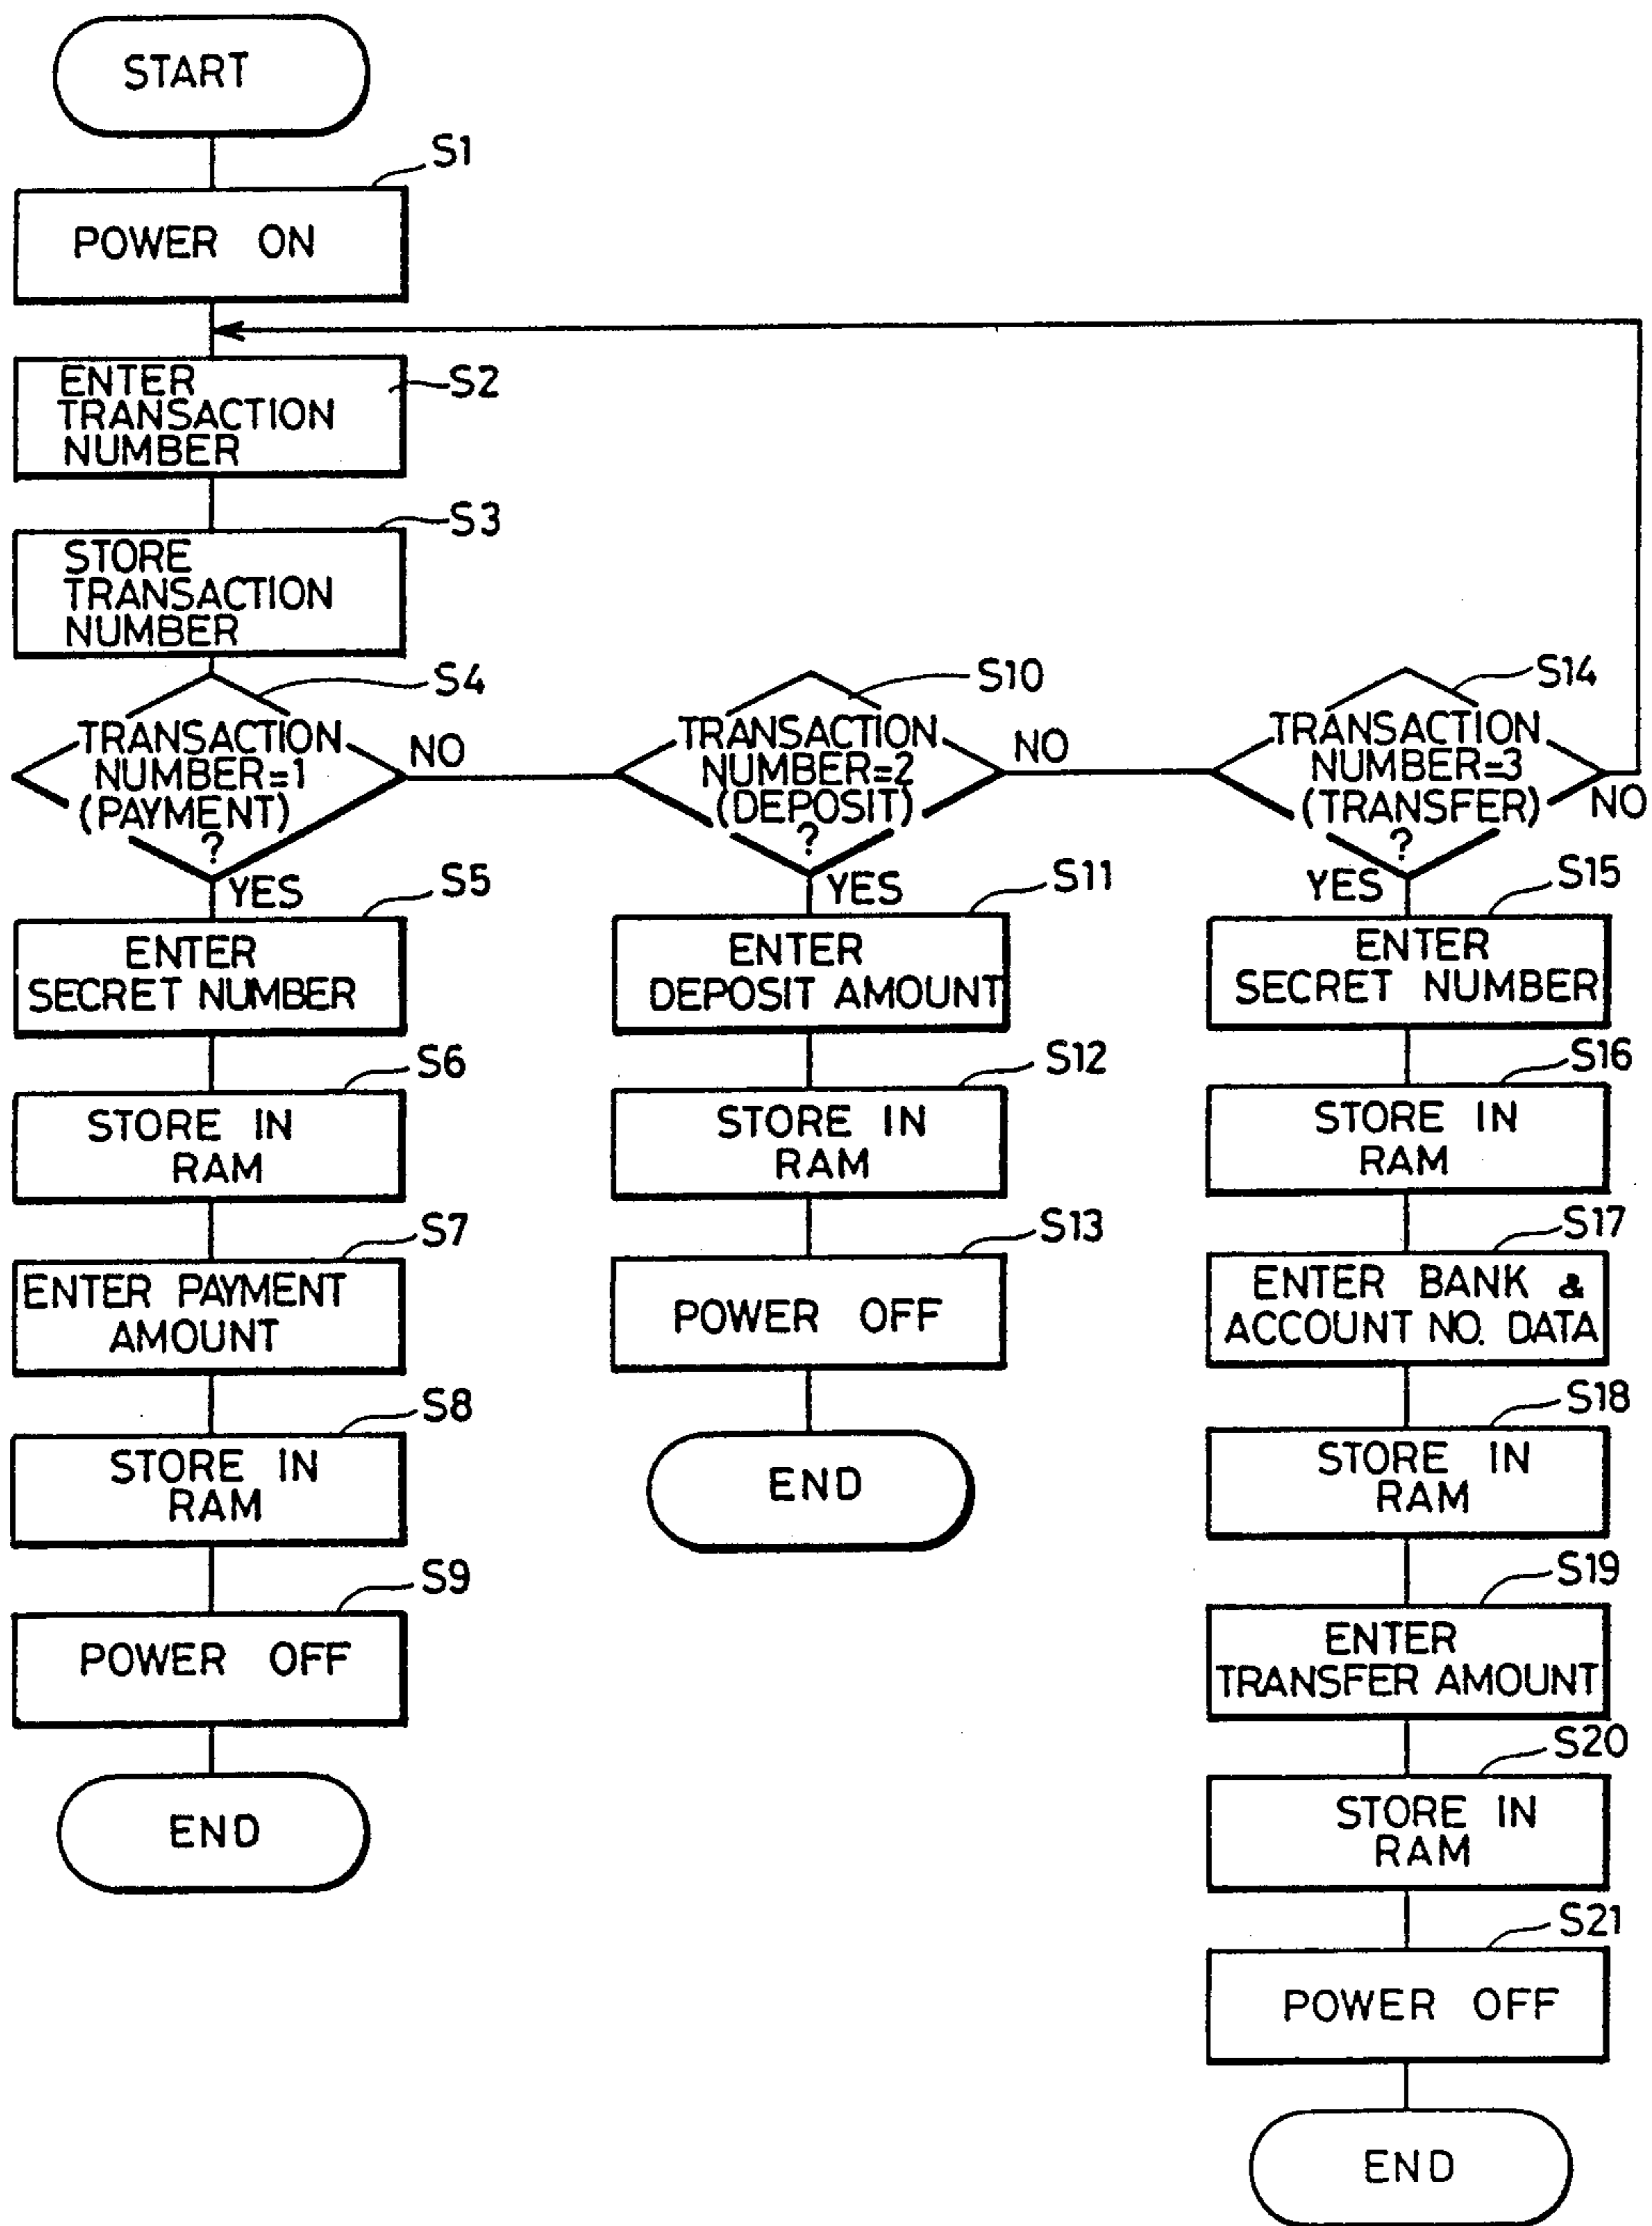 START
S1
POWER ON
ENTER
TRANSACTION
NUMBER
S2
S3
STORE
TRANSACTION
NUMBER
S4
TRANSACTION
NUMBER=1
(PAYMENT)
?
NO
YES
S5
ENTER
SECRET NUMBER
S6
STORE IN
RAM
S7
ENTER PAYMENT
AMOUNT
S8
STORE IN
RAM
S9
POWER OFF
END
S10
TRANSACTION
NUMBER=2
(DEPOSIT)
?
NO
YES
S11
ENTER
DEPOSIT AMOUNT
S12
STORE IN
RAM
S13
POWER OFF
END
S14
TRANSACTION
NUMBER=3
(TRANSFER)
?
NO
YES
S15
ENTER
SECRET NUMBER
S16
STORE IN
RAM
S17
ENTER BANK &
ACCOUNT NO. DATA
S18
STORE IN
RAM
S19
ENTER
TRANSFER AMOUNT
S20
STORE IN
RAM
S21
POWER OFF
END